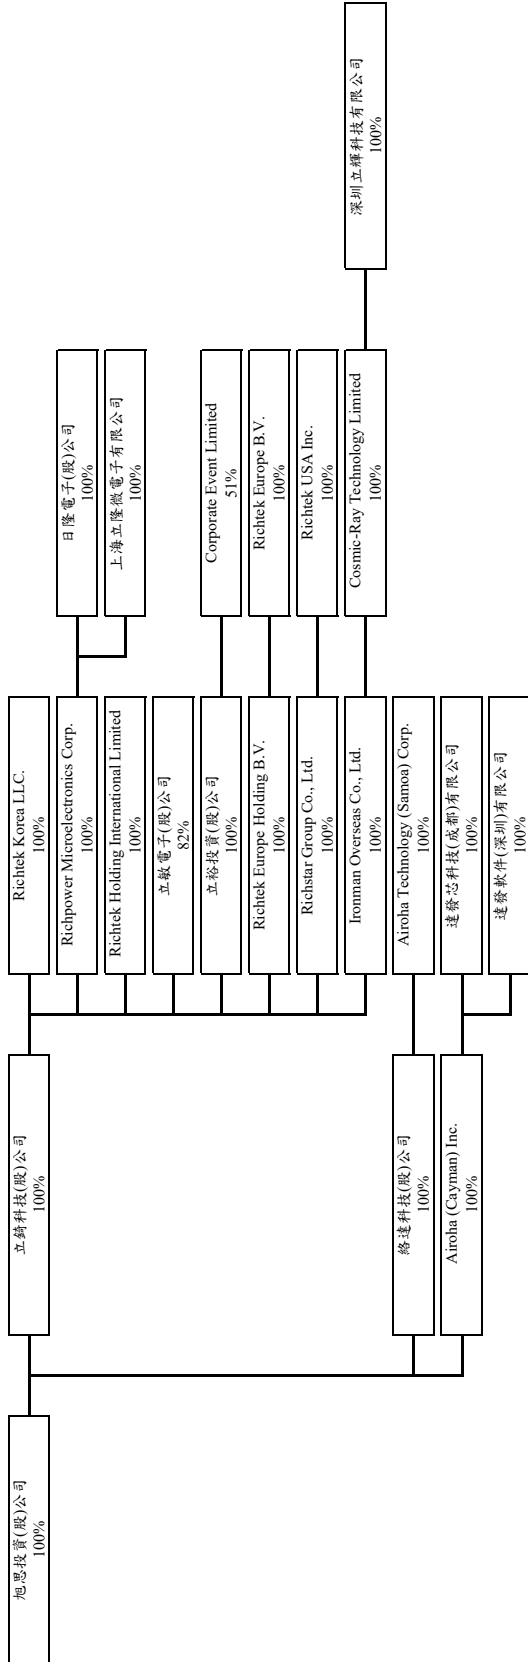 旭思投資(股)公司
100%
立錡科技(股)公司
100%
絡達科技(股)公司
100%
Airoha (Cayman) Inc.
100%
Richtek Korea LLC.
100%
Richpower Microelectronics Corp.
100%
Richtek Holding International Limited
100%
立敏電子(股)公司
82%
立裕投資(股)公司
100%
Richtek Europe Holding B.V.
100%
Richstar Group Co., Ltd.
100%
Ironman Overseas Co., Ltd.
100%
Airoha Technology (Samoa) Corp.
100%
達發芯科技(成都)有限公司
100%
達發軟件(深圳)有限公司
100%
日隆電子(股)公司
100%
上海立隆微電子有限公司
100%
Corporate Event Limited
51%
Richtek Europe B.V.
100%
Richtek USA Inc.
100%
Cosmic-Ray Technology Limited
100%
深圳立輝科技有限公司
100%